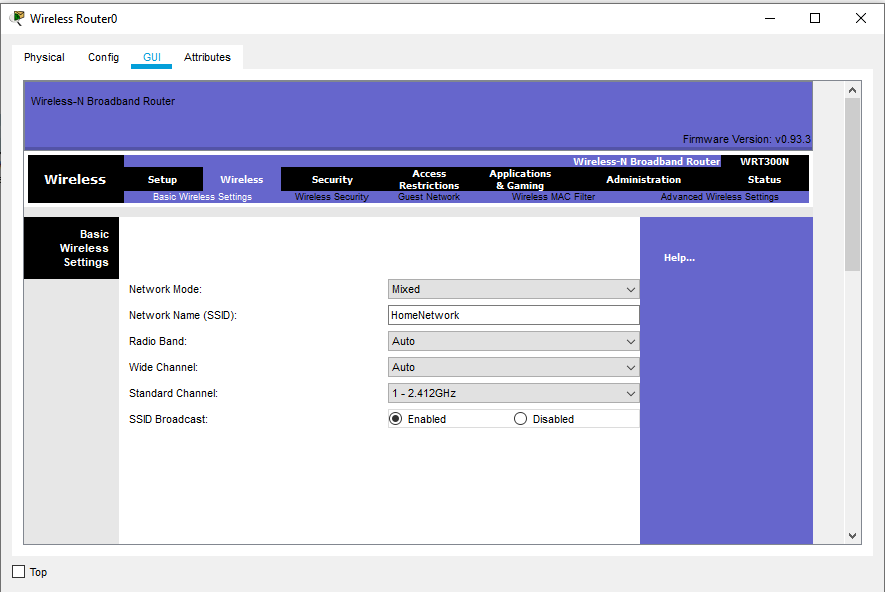 Wireless Router0
Physical Config GUI Attributes
Wireless-N Broadband Router
Firmware Version: v0.93.3
Wireless-N Broadband Router WRT300N
Wireless
Setup Wireless Security Access Restrictions Applications & Gaming Administration Status
Basic Wireless Settings Wireless Security Guest Network Wireless MAC Filter Advanced Wireless Settings
Basic
Wireless
Settings
Help...
Network Mode: Mixed
Network Name (SSID): HomeNetwork
Radio Band: Auto
Wide Channel: Auto
Standard Channel: 1 - 2.412GHz
SSID Broadcast: Enabled Disabled
Top